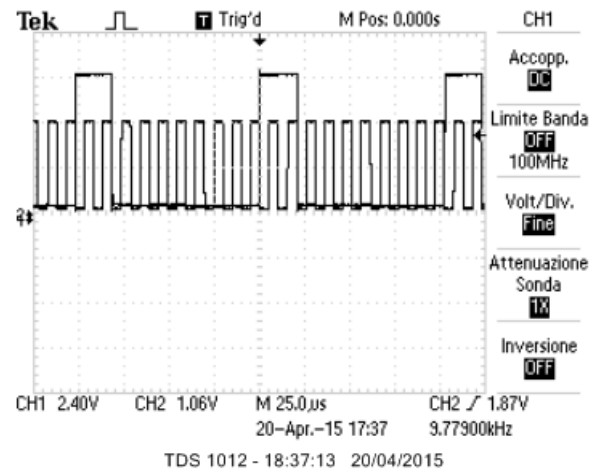 Tek T Trig'd M Pos: 0.000s CH1
Accopp.
DC
Limite Banda
OFF
100MHz
Volt/Div.
Fine
2
Attenuazione
Sonda
1X
Inversione
OFF
CH1 2.40V CH2 1.06V M 25.0µs CH2 1.87V
20-Apr.-15 17:37 9.77900kHz
TDS 1012 - 18:37:13 20/04/2015